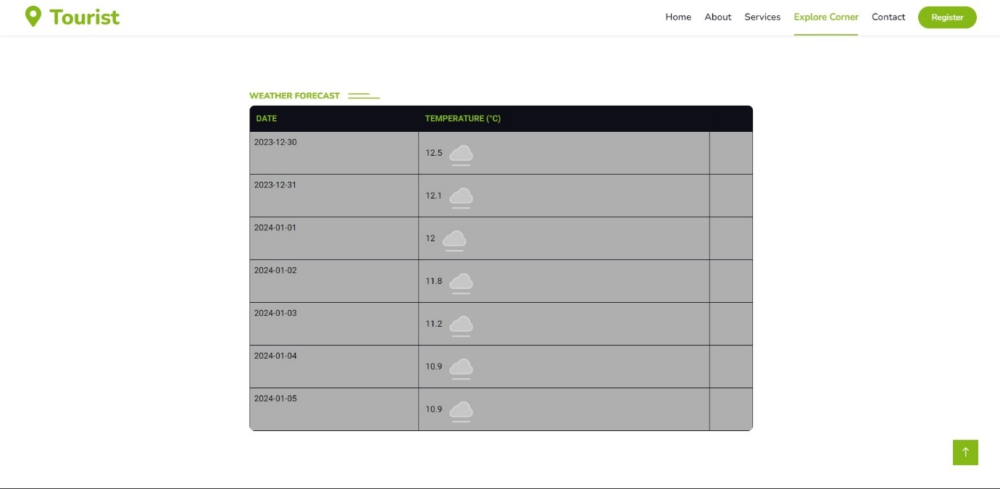 Tourist
Home About Services Explore Corner Contact Register
WEATHER FORECAST
DATE TEMPERATURE (°C)
2023-12-30 12.5
2023-12-31 12.1
2024-01-01 12
2024-01-02 11.8
2024-01-03 11.2
2024-01-04 10.9
2024-01-05 10.9